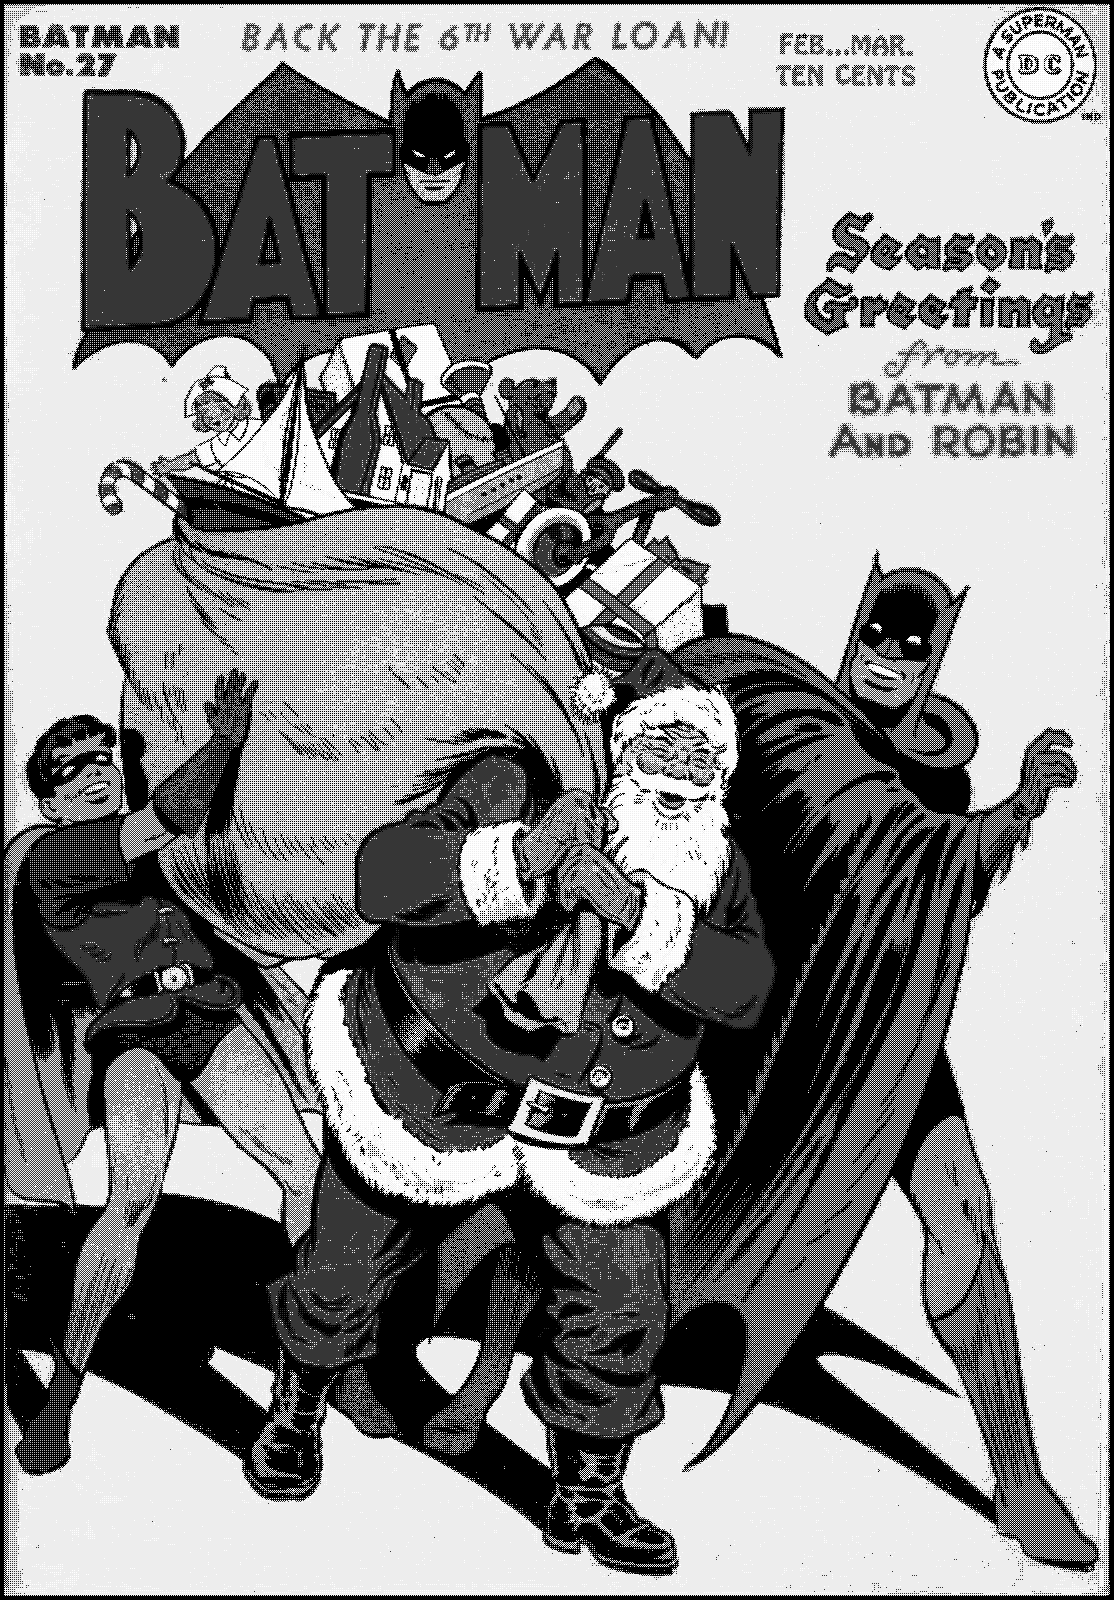 BATMAN
No.27
BACK THE 6TH WAR LOAN!
FEB...MAR.
TEN CENTS
A SUPERMAN
DC
PUBLICATION
BATMAN
Season's
Greetings
from
BATMAN
AND ROBIN